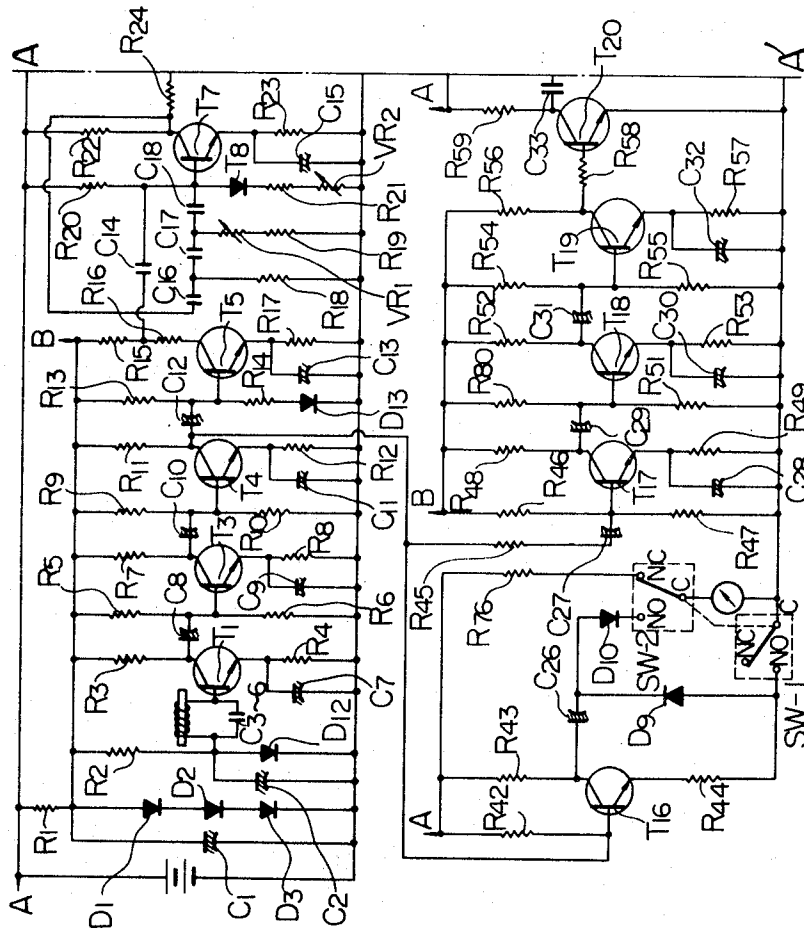 A
A
R24
R1
R2
R3
R5
R7
R9
R11
R13
B
R15
R16
R20
R22
C14
C18
T7
R23
C15
VR2
T8
R21
C17
R19
VR1
C16
R18
T5
R17
C13
R14
D13
C12
R12
C11
T4
C10
R10
T3
R8
C9
C8
R6
T1
R4
C7
C3~6
D12
C2
D2
D3
C1
D1
A
R42
R43
C26
D10
SW-2
NO
NC
C
R76
R45
C27
B
R46
R48
R80
R52
R54
R56
R59
A
C33
T20
R58
T19
C32
R57
C31
R55
T18
C30
R53
C29
R51
T17
R49
C28
R47
D9
NC
NO
C
SW-1
T16
R44
A'